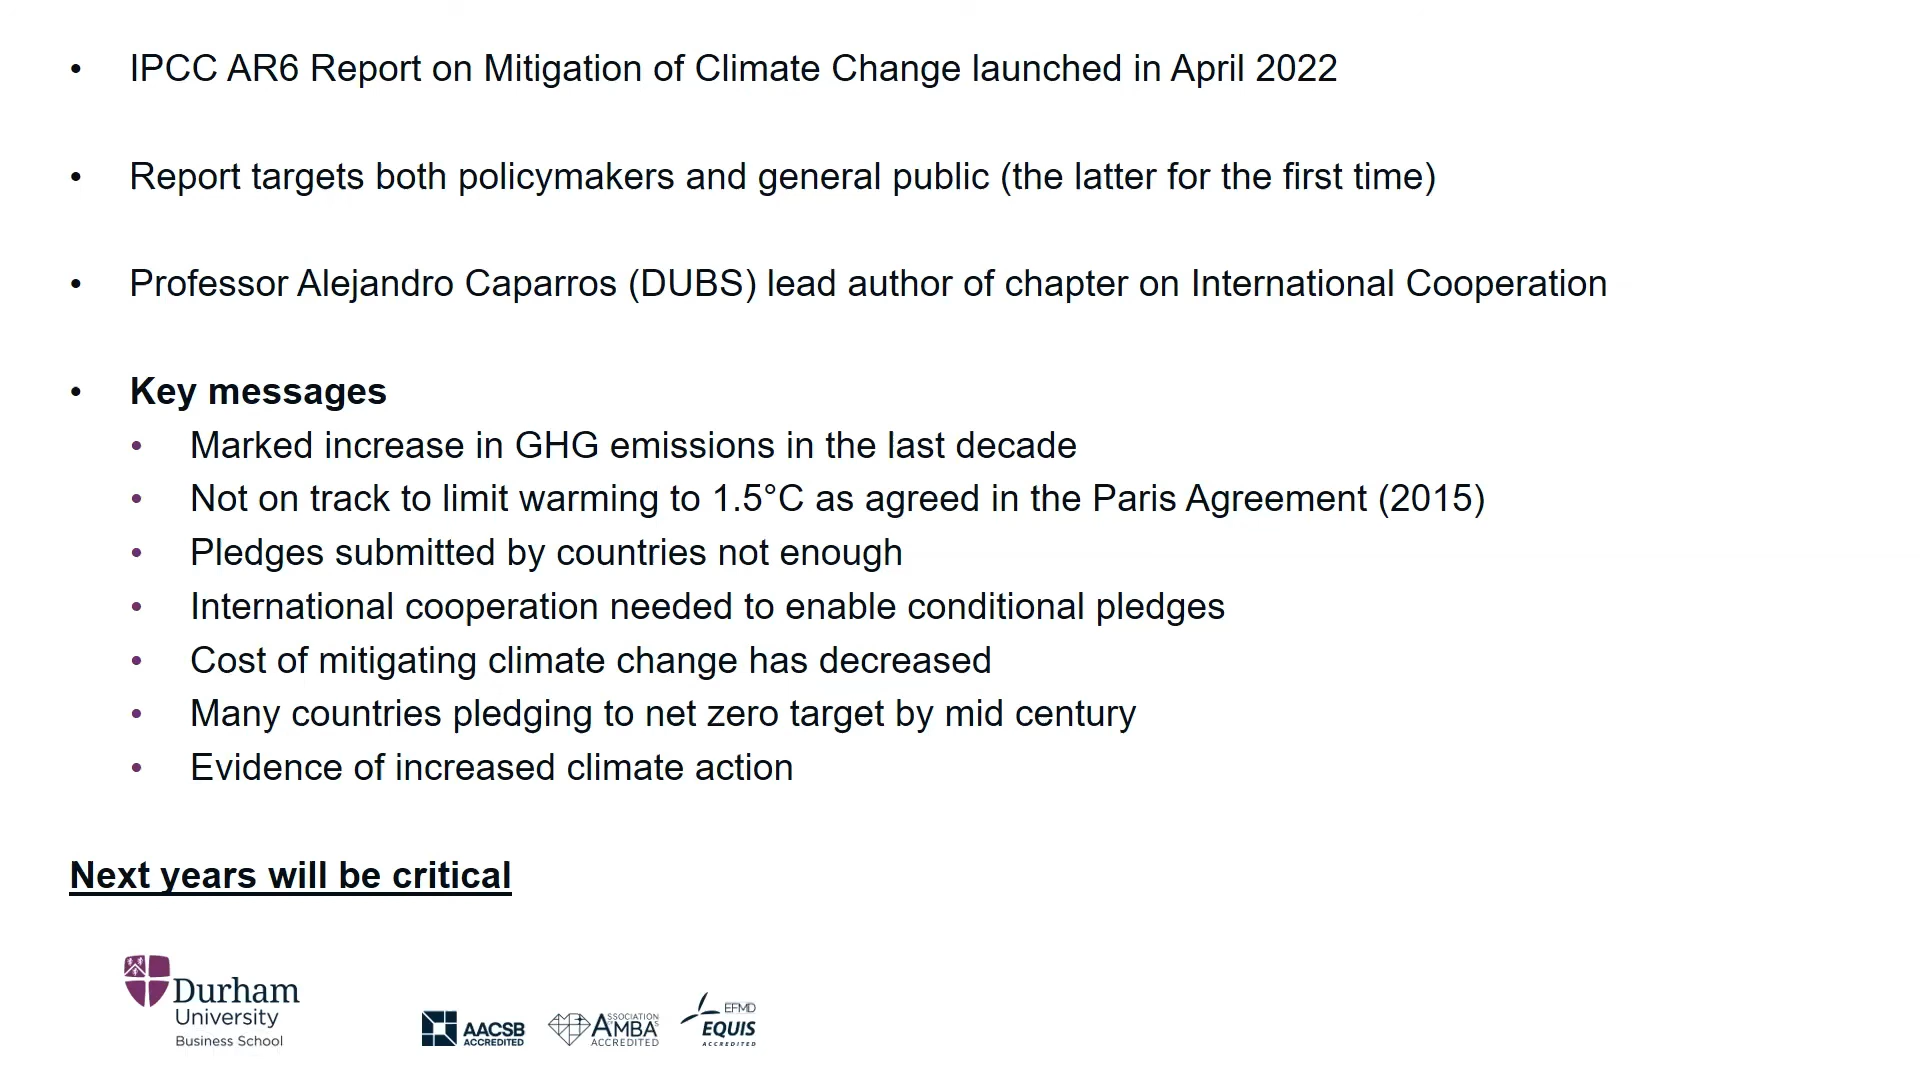 • IPCC AR6 Report on Mitigation of Climate Change launched in April 2022
• Report targets both policymakers and general public (the latter for the first time)
• Professor Alejandro Caparros (DUBS) lead author of chapter on International Cooperation
• Key messages
• Marked increase in GHG emissions in the last decade
• Not on track to limit warming to 1.5°C as agreed in the Paris Agreement (2015)
• Pledges submitted by countries not enough
• International cooperation needed to enable conditional pledges
• Cost of mitigating climate change has decreased
• Many countries pledging to net zero target by mid century
• Evidence of increased climate action
Next years will be critical
Durham
University
Business School
AACSB
ACCREDITED
ASSOCIATION
OF AMBAS
ACCREDITED
EFMD
EQUIS
ACCREDITED